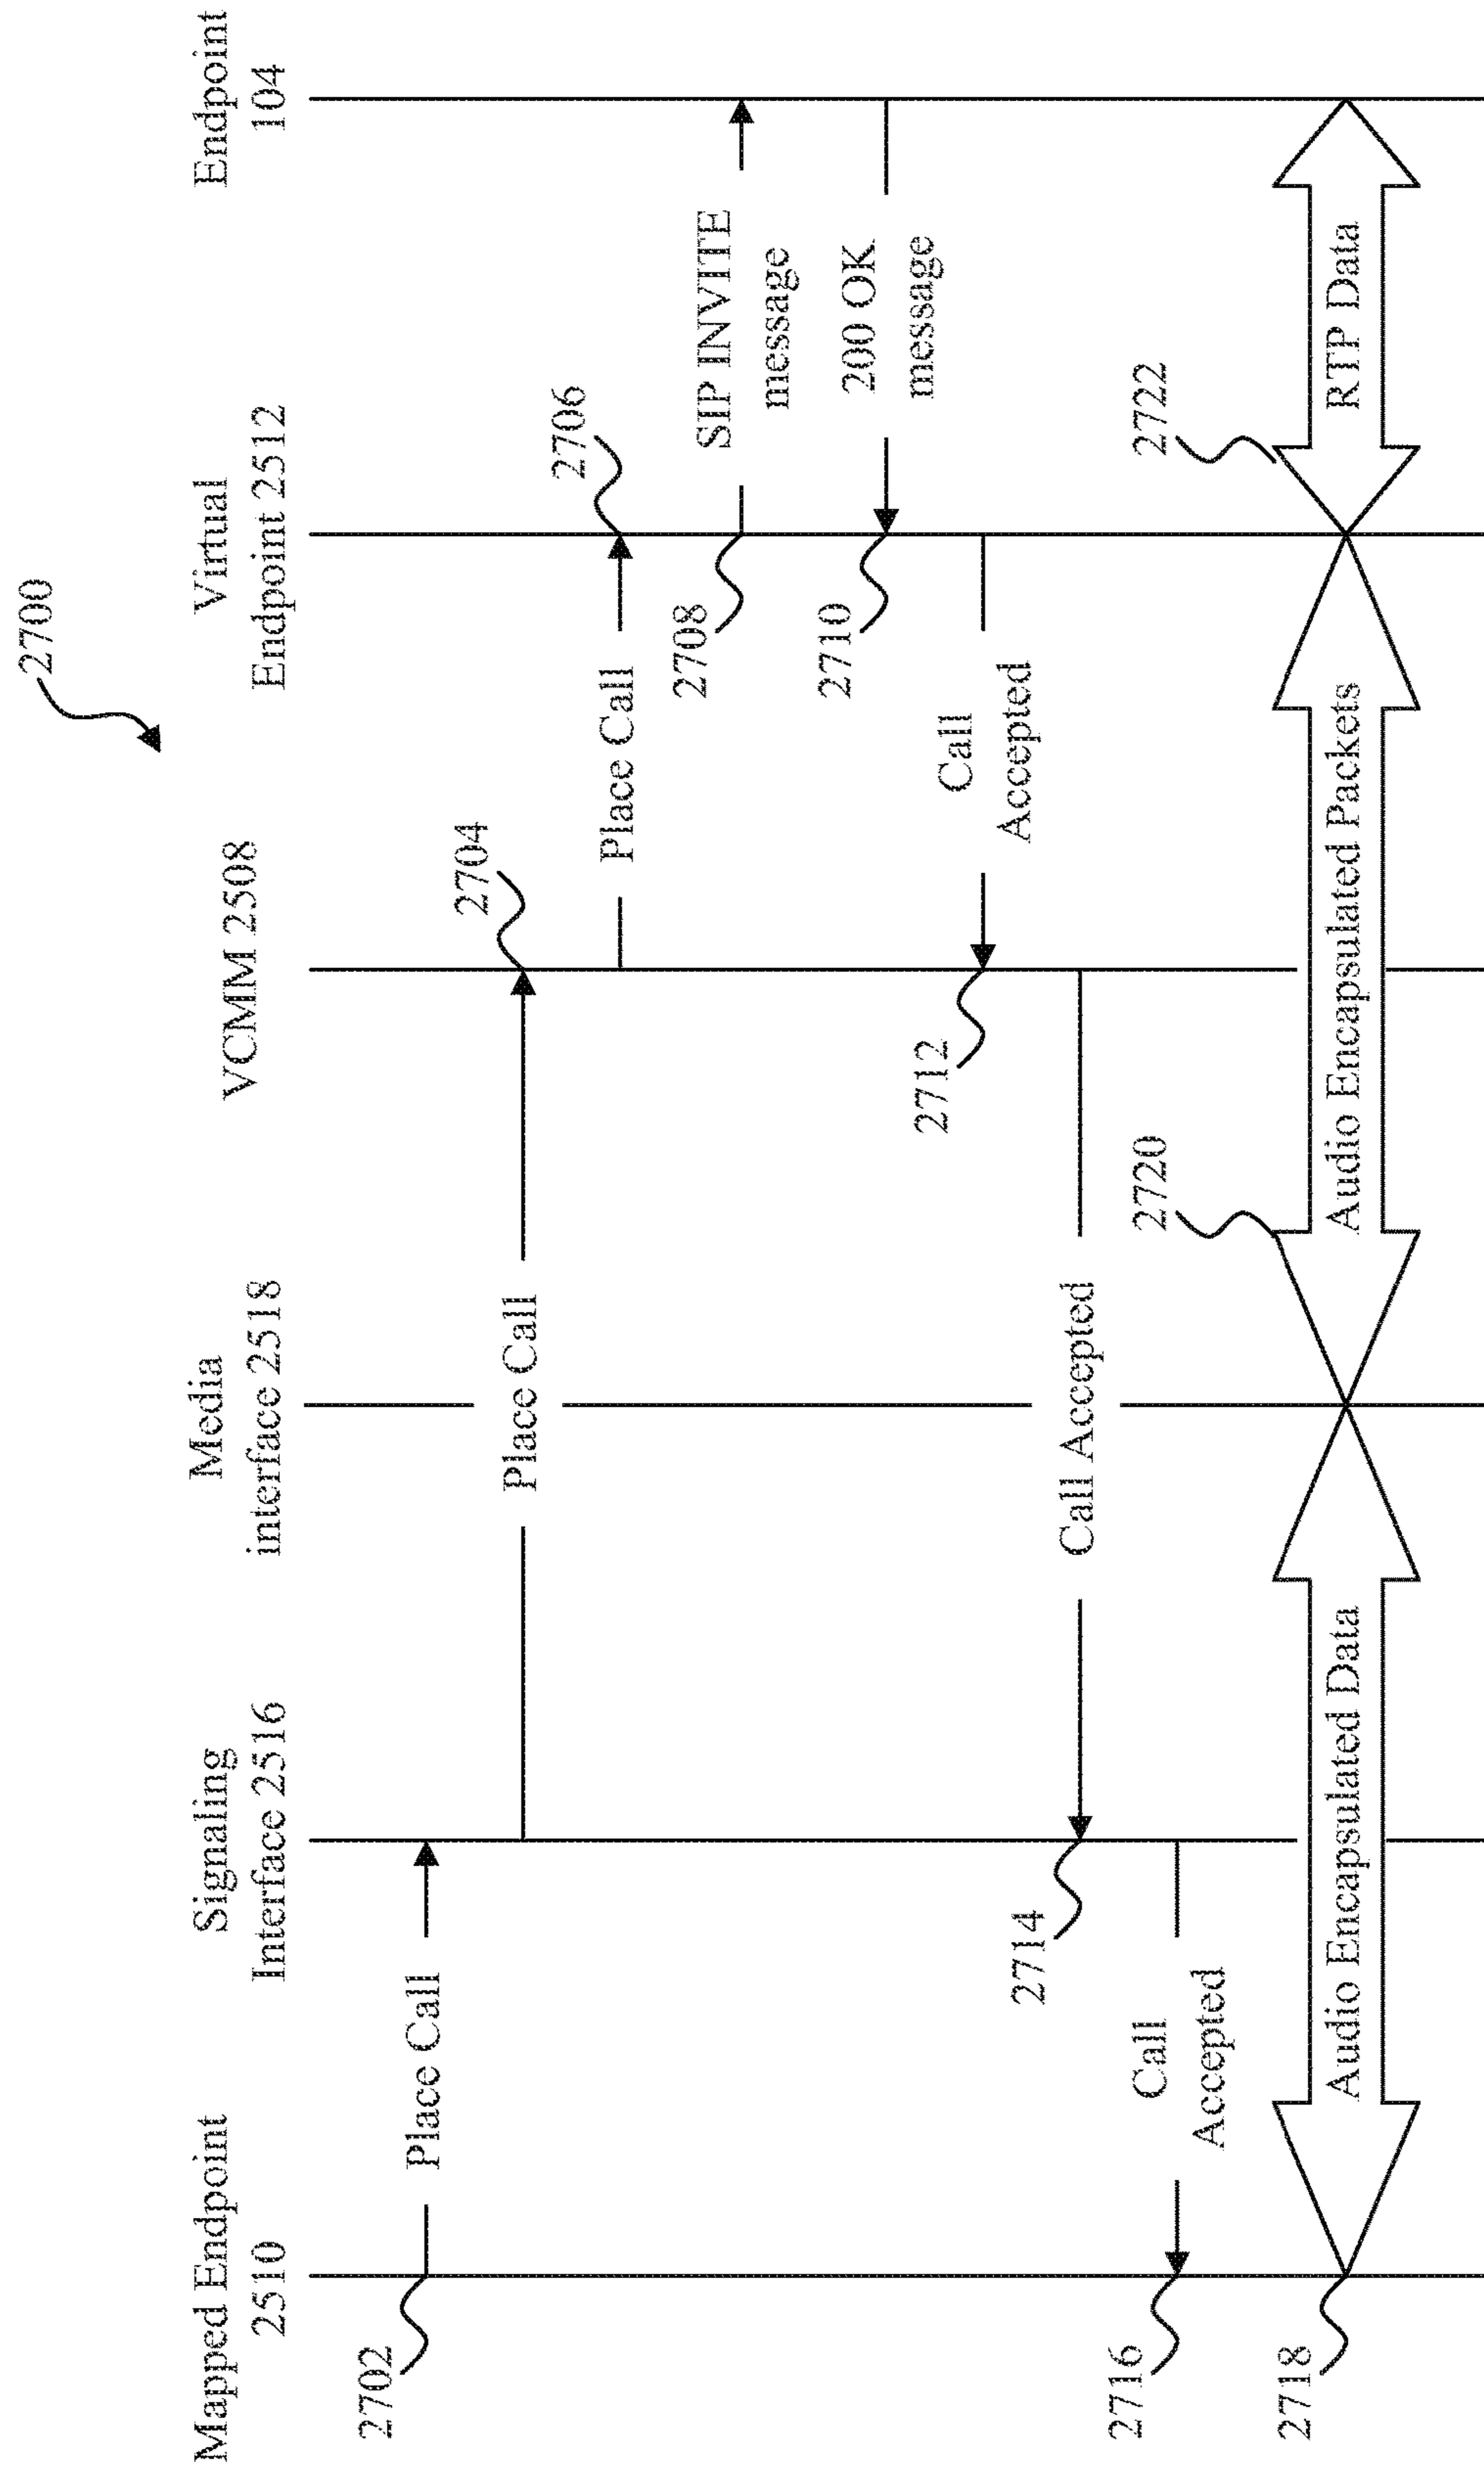 2700
Mapped Endpoint
2510
Signaling
Interface 2516
Media
interface 2518
VCMM 2508
Virtual
Endpoint 2512
Endpoint
104
2702
Place Call
Place Call
2704
Place Call
2706
2708
SIP INVITE
message
2710
200 OK
message
2712
Call
Accepted
2714
Call Accepted
2716
Call
Accepted
2718
Audio Encapsulated Data
2720
Audio Encapsulated Packets
2722
RTP Data